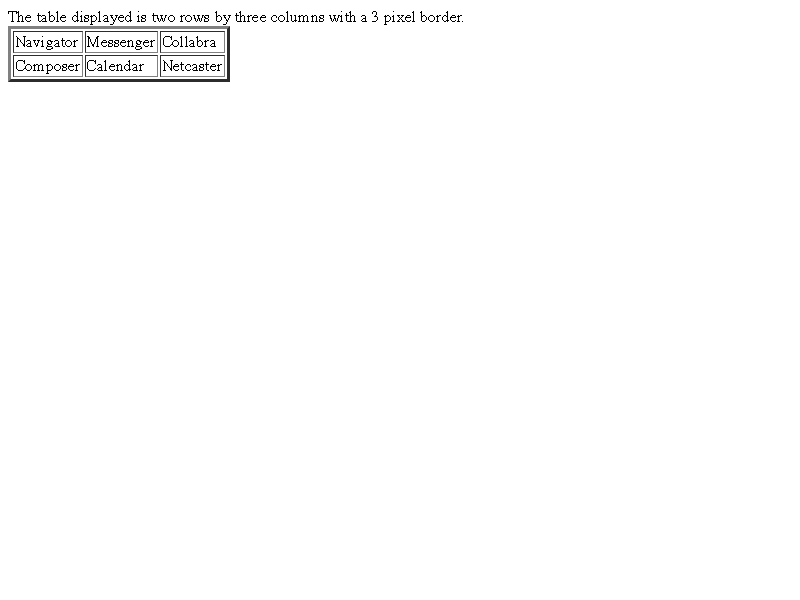 The table displayed is two rows by three columns with a 3 pixel border.
Navigator Messenger Collabra
Composer Calendar Netcaster